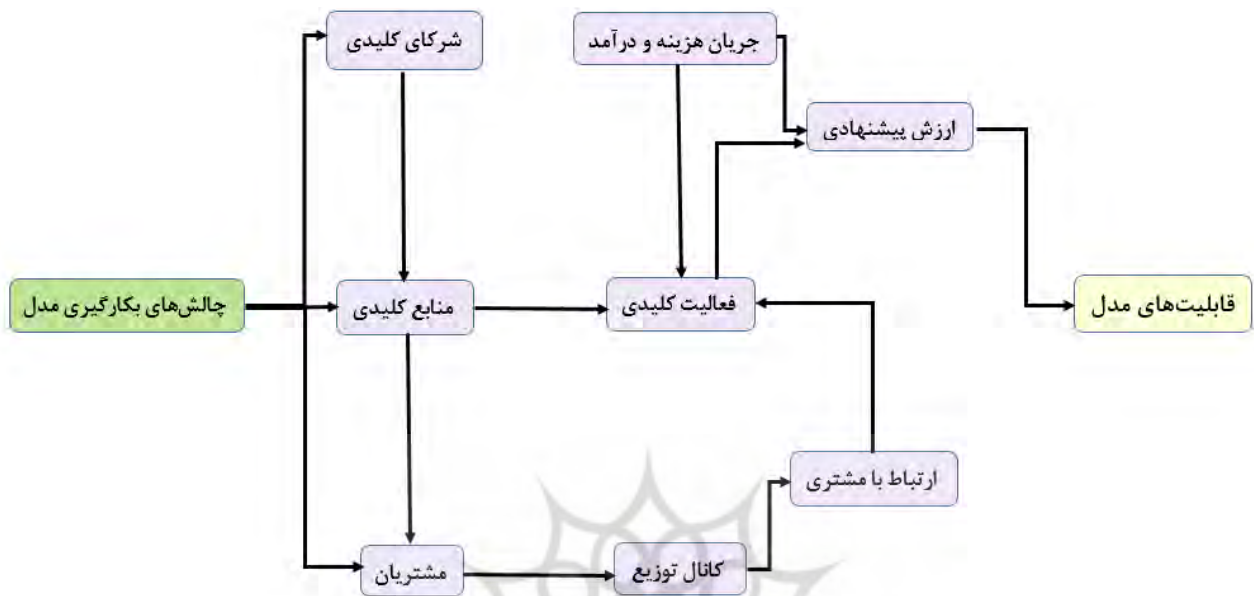 شرکای کلیدی
جریان هزینه و درآمد
ارزش پیشنهادی
چالش‌های بکارگیری مدل
منابع کلیدی
فعالیت کلیدی
قابلیت‌های مدل
ارتباط با مشتری
مشتریان
کانال توزیع